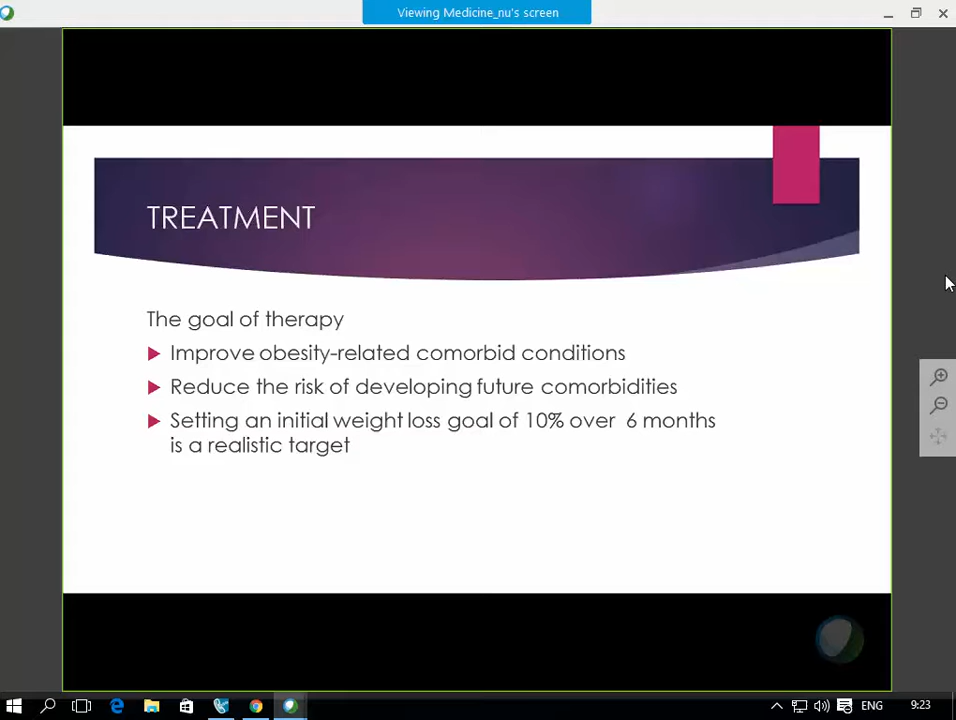 Viewing Medicine_nu's screen
TREATMENT
The goal of therapy
Improve obesity-related comorbid conditions
Reduce the risk of developing future comorbidities
Setting an initial weight loss goal of 10% over 6 months
is a realistic target
ENG
9:23